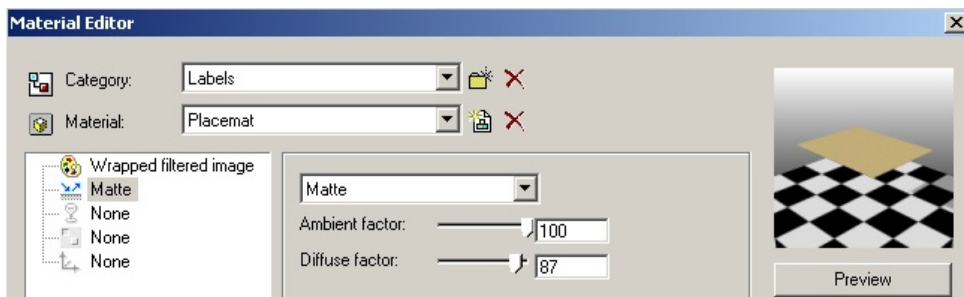 Material Editor
Category: Labels
Material: Placemat
Wrapped filtered image
Matte
None
None
None
Matte
Ambient factor: 100
Diffuse factor: 87
Preview